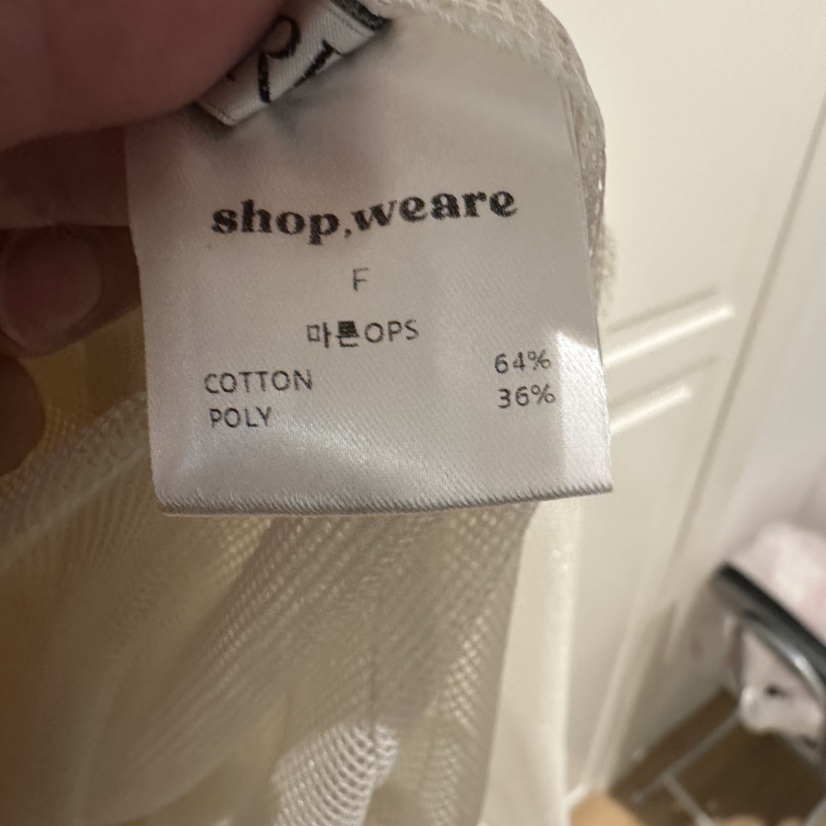 shop,weare
F
마론OPS
COTTON 64%
POLY 36%